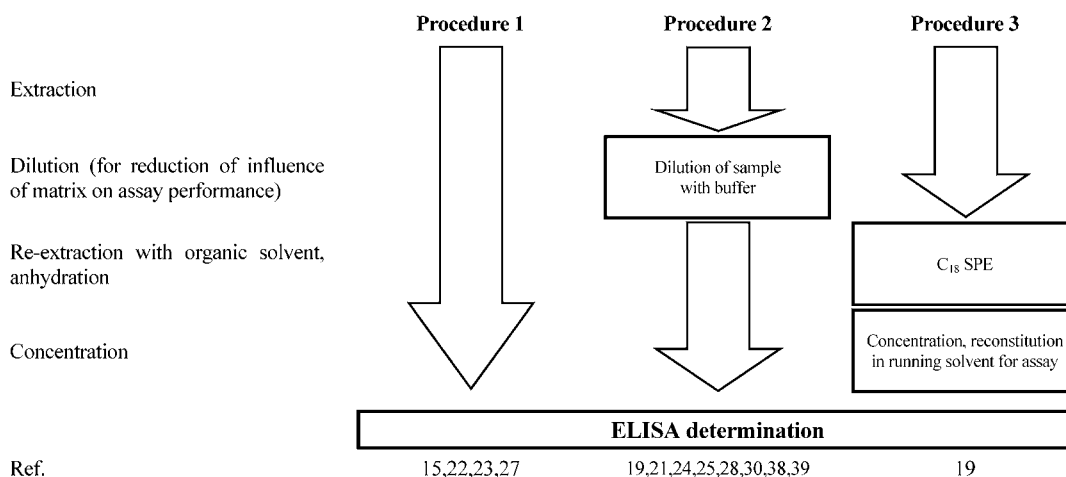 Procedure 1
Procedure 2
Procedure 3
Extraction
Dilution (for reduction of influence
of matrix on assay performance)
Dilution of sample
with buffer
Re-extraction with organic solvent,
anhydration
C18 SPE
Concentration
Concentration, reconstitution
in running solvent for assay
ELISA determination
Ref.
15,22,23,27
19,21,24,25,28,30,38,39
19